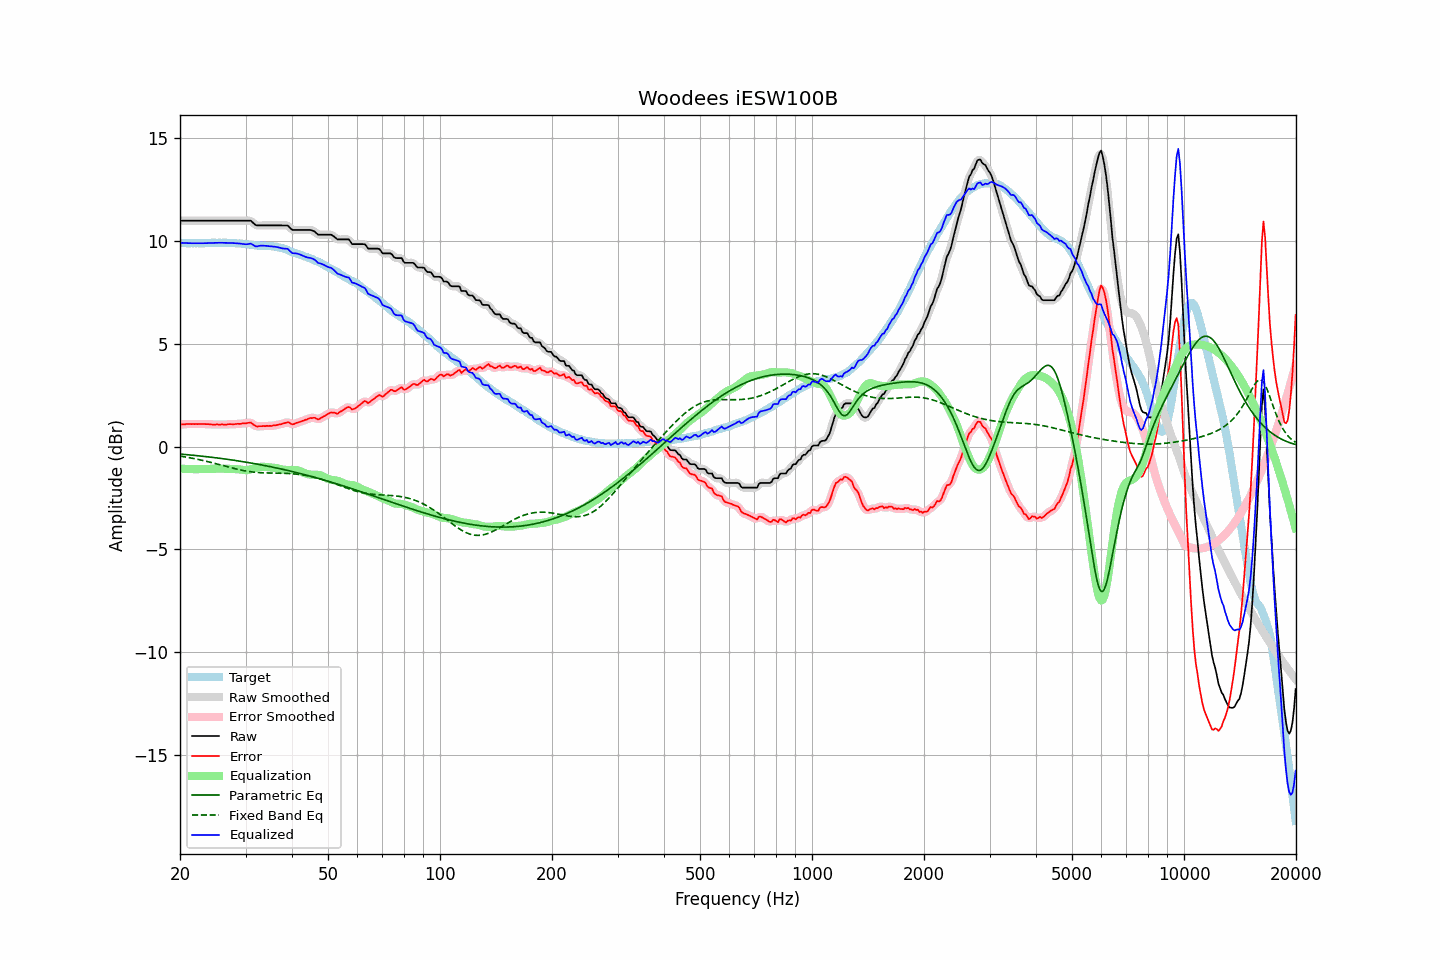 Woodees iESW100B
15
10
5
0
−5
−10
−15
Amplitude (dBr)
Target
Raw Smoothed
Error Smoothed
Raw
Error
Equalization
Parametric Eq
Fixed Band Eq
Equalized
20 50 100 200 500 1000 2000 5000 10000 20000
Frequency (Hz)